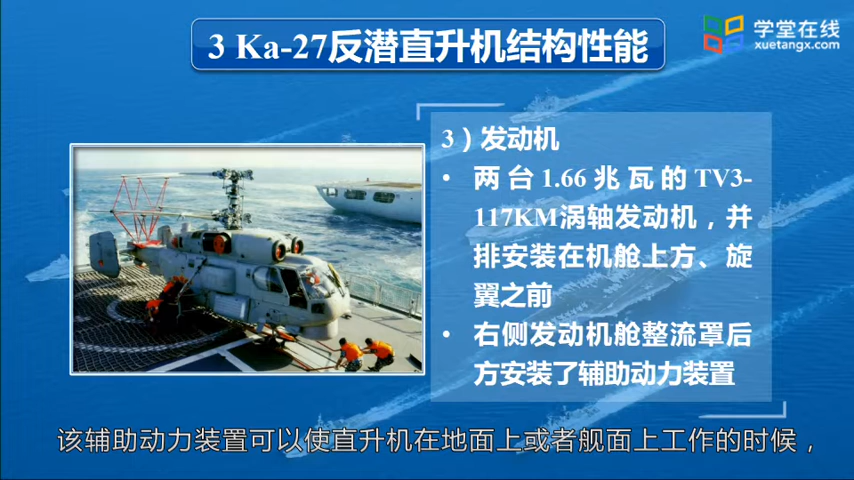 3 Ka-27反潜直升机结构性能
学堂在线
xuetangx.com
3）发动机
• 两台1.66兆瓦的TV3-
117KM涡轴发动机，并
排安装在机舱上方、旋
翼之前
• 右侧发动机舱整流罩后
方安装了辅助动力装置
该辅助动力装置可以使直升机在地面上或者舰面上工作的时候，